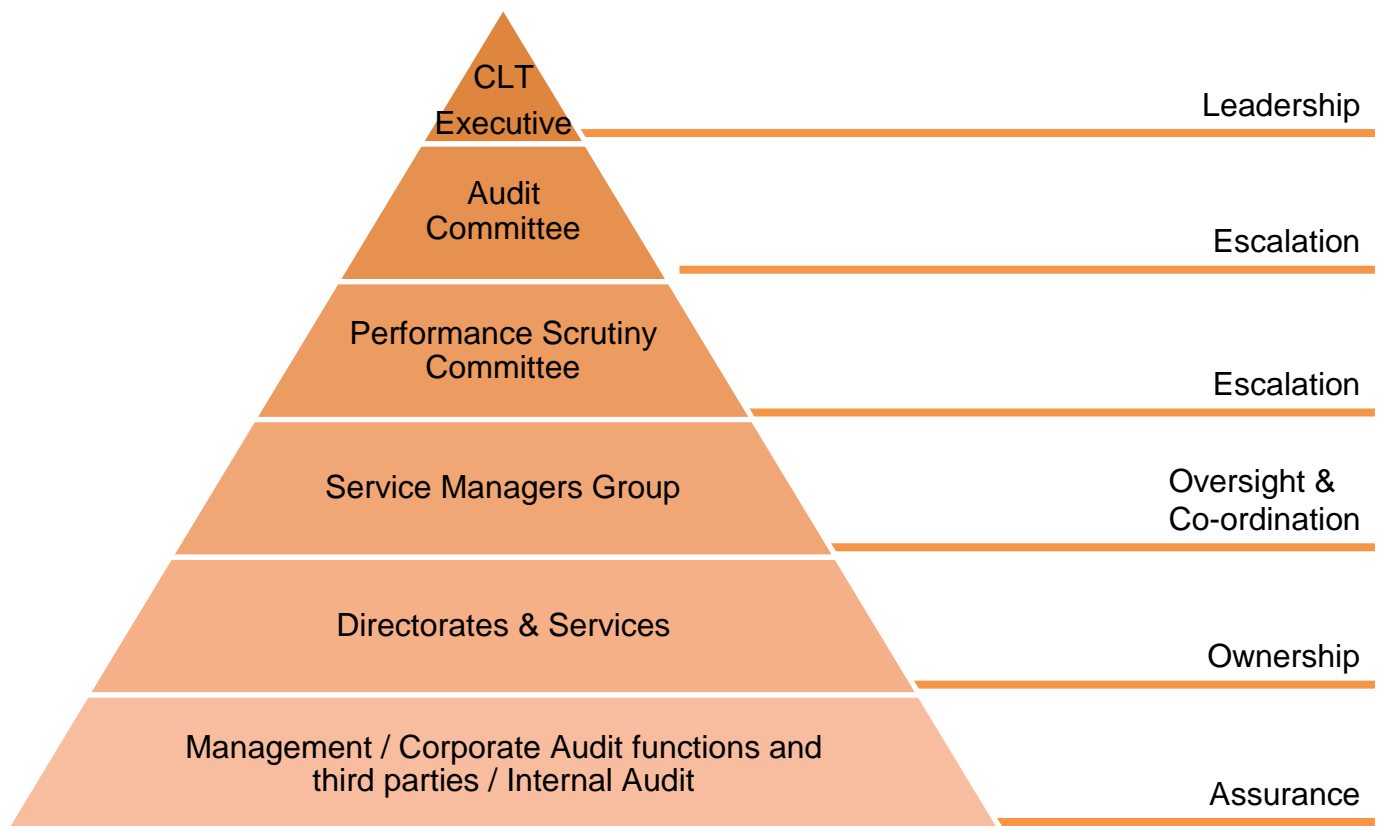 CLT
Executive
Leadership
Audit
Committee
Escalation
Performance Scrutiny
Committee
Escalation
Service Managers Group
Oversight &
Co-ordination
Directorates & Services
Ownership
Management / Corporate Audit functions and
third parties / Internal Audit
Assurance